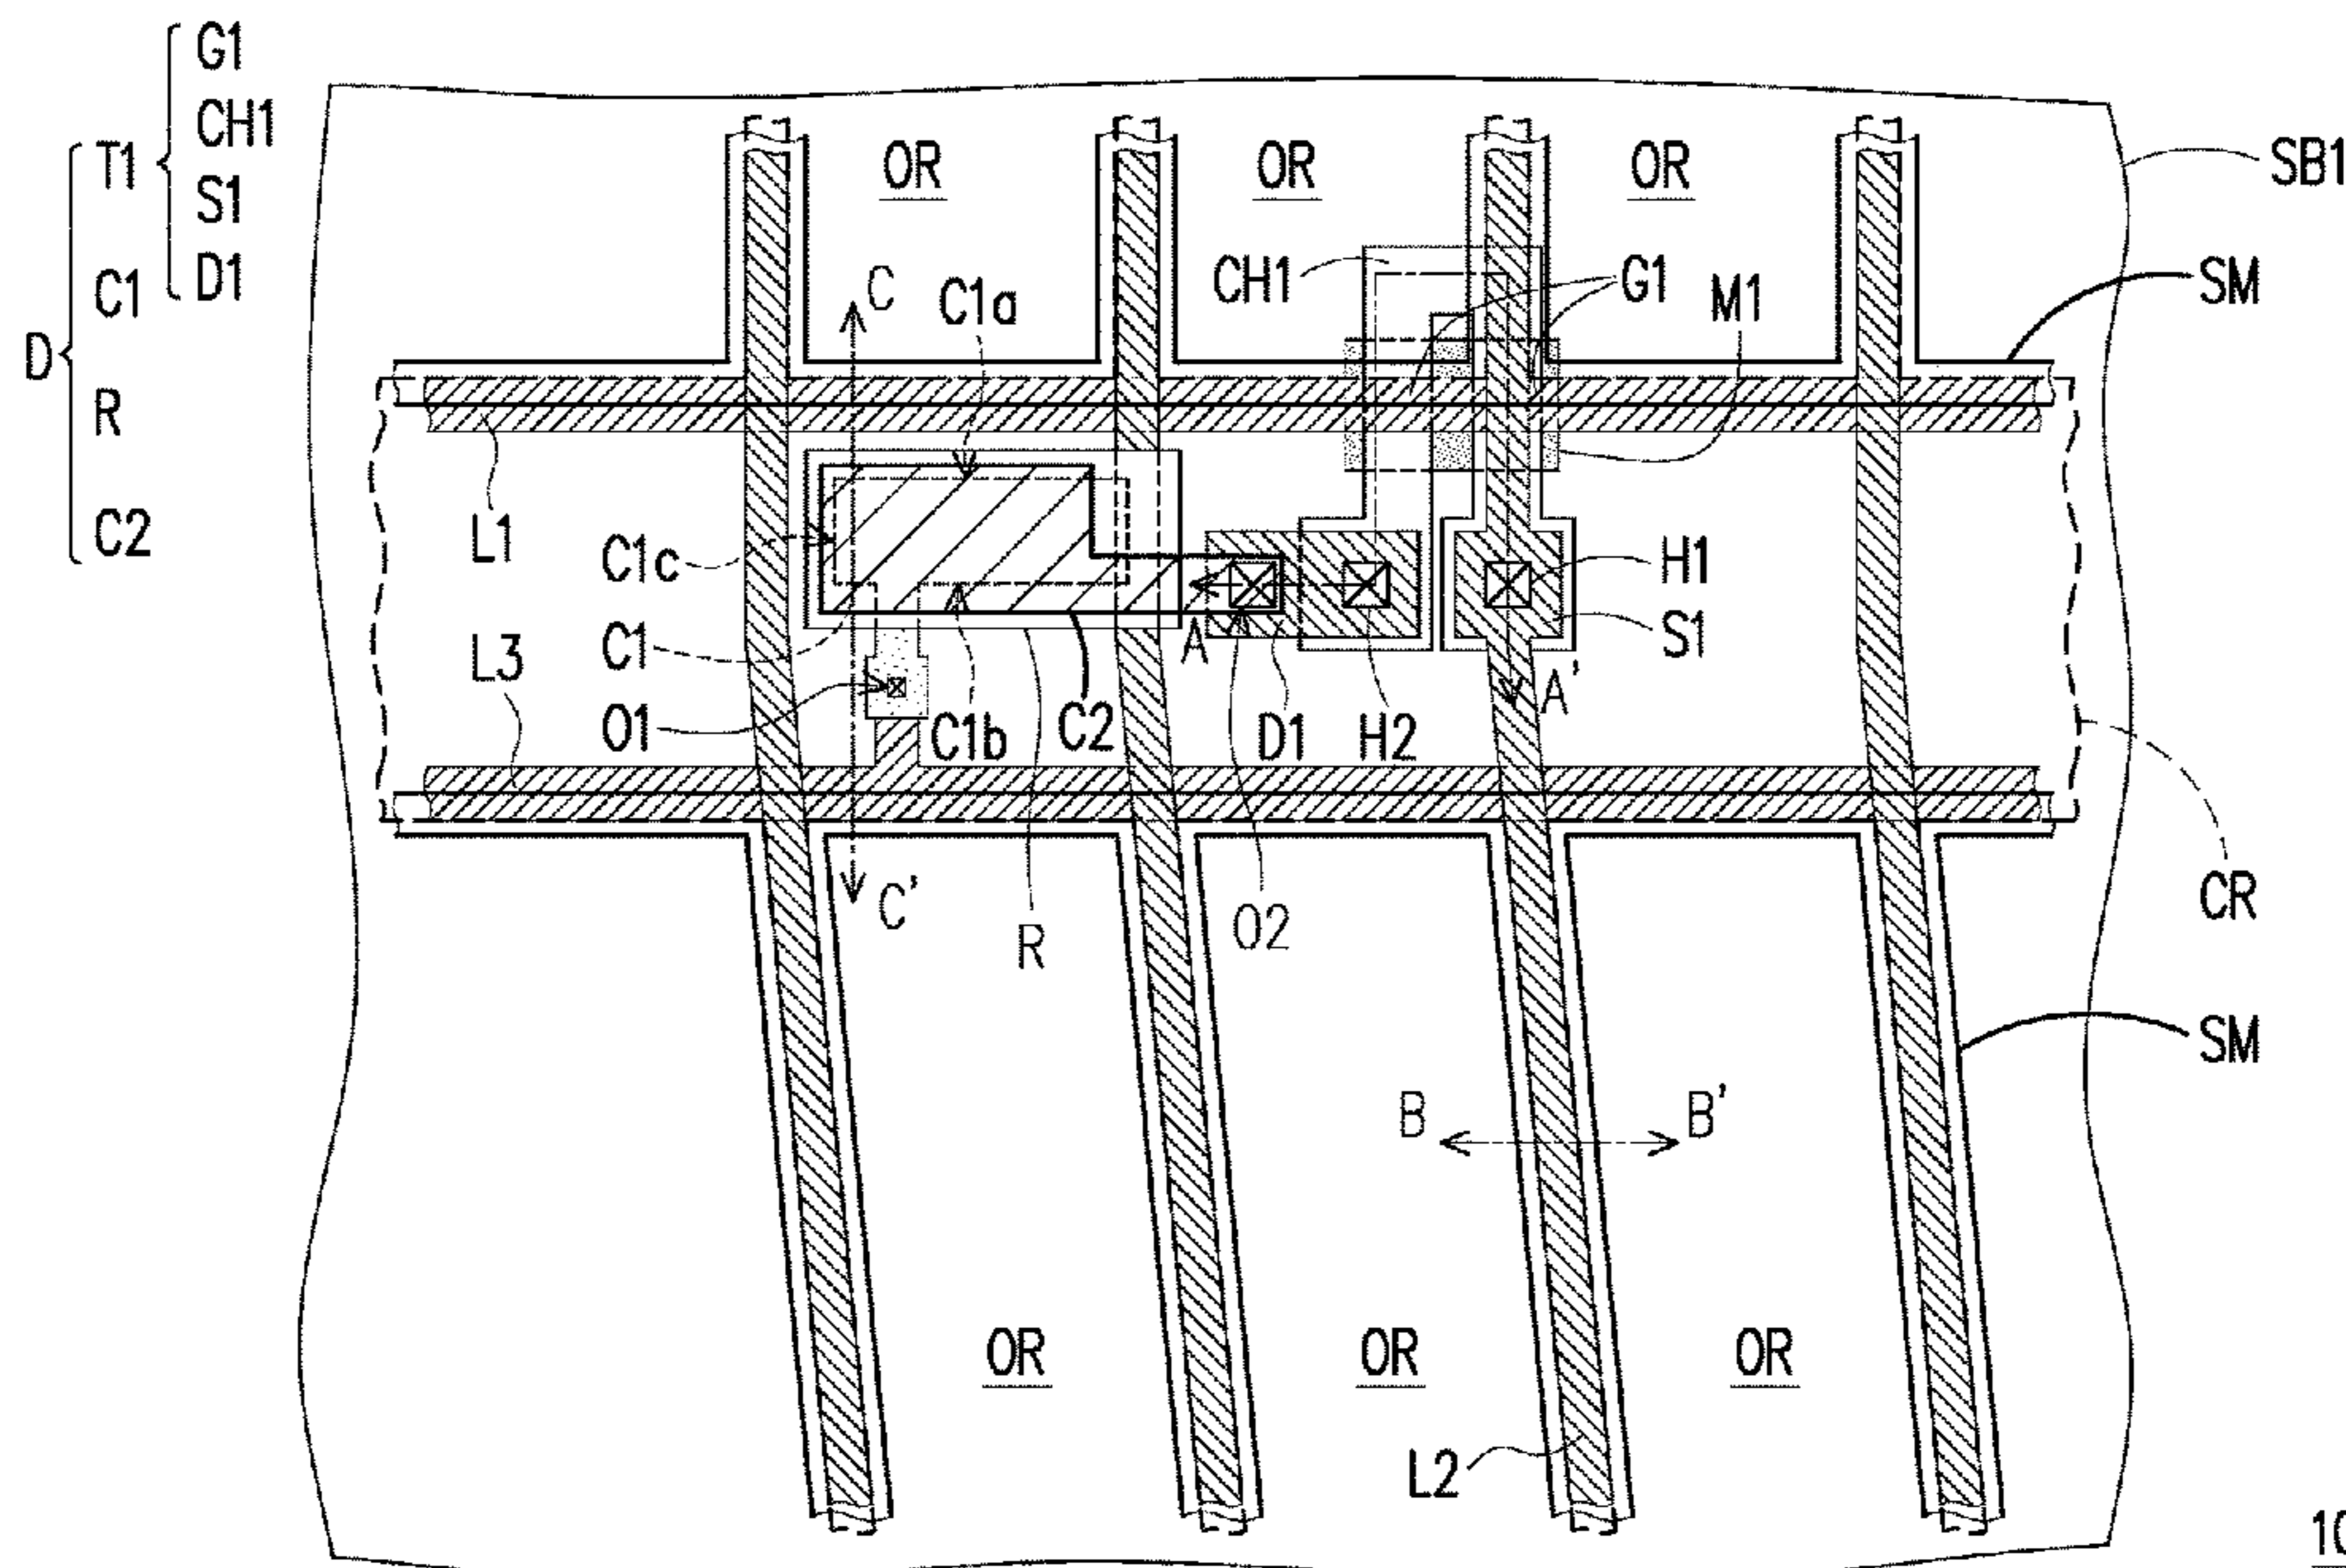 G1
CH1
T1
S1
D1
C1
D
R
C2
OR
OR
OR
SB1
C
C1a
CH1
G1
M1
SM
L1
C1c
H1
C1
A
S1
L3
A'
O1
C1b
C2
D1
H2
C'
R
O2
CR
SM
B
B'
OR
OR
OR
L2